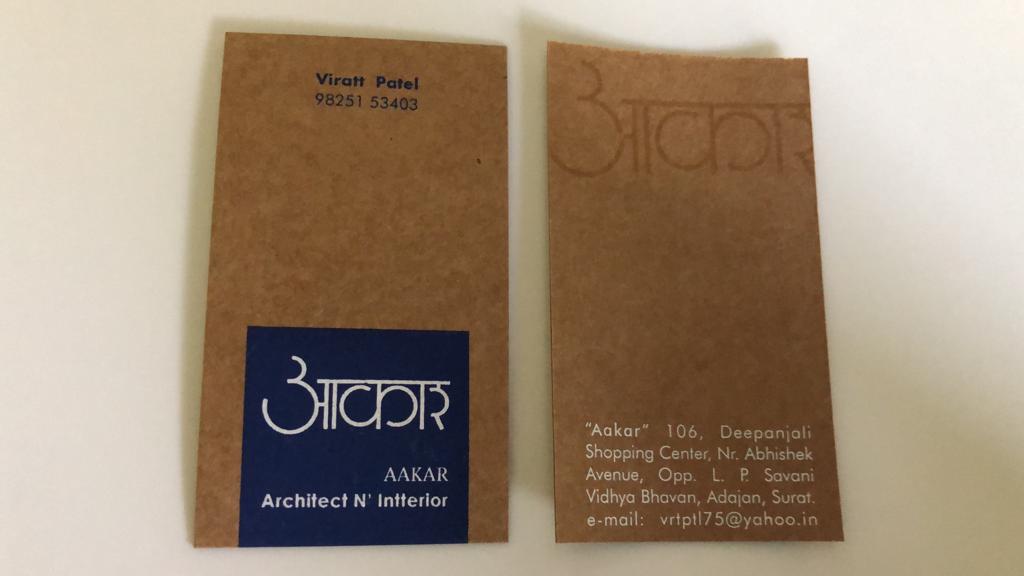 Viratt Patel
98251 53403
आकार
AAKAR
Architect N' Intterior
आकार
"Aakar" 106, Deepanjali
Shopping Center, Nr. Abhishek
Avenue, Opp. L. P. Savani
Vidhya Bhavan, Adajan, Surat.
e-mail: vrtptl75@yahoo.in